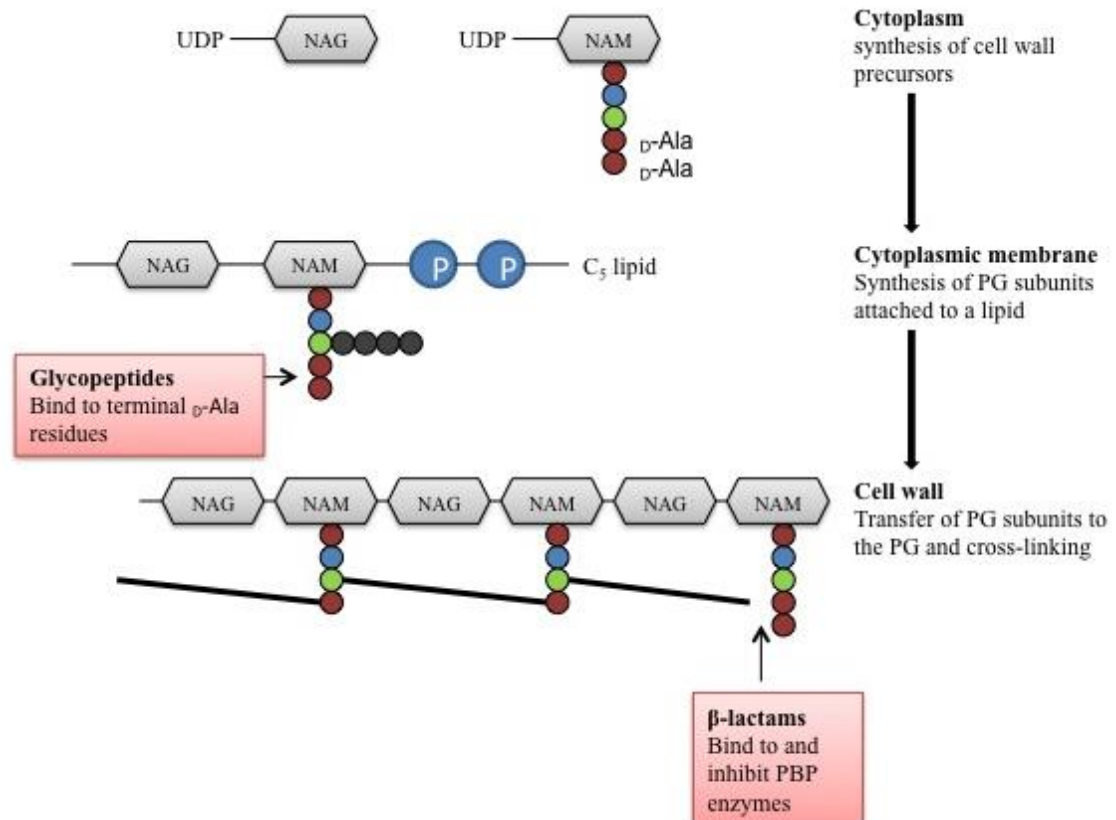 UDP NAG UDP NAM
D-Ala
D-Ala
Cytoplasm
synthesis of cell wall
precursors
NAG NAM P P C5 lipid
Cytoplasmic membrane
Synthesis of PG subunits
attached to a lipid
Glycopeptides
Bind to terminal D-Ala
residues
NAG NAM NAG NAM NAG NAM
Cell wall
Transfer of PG subunits to
the PG and cross-linking
β-lactams
Bind to and
inhibit PBP
enzymes